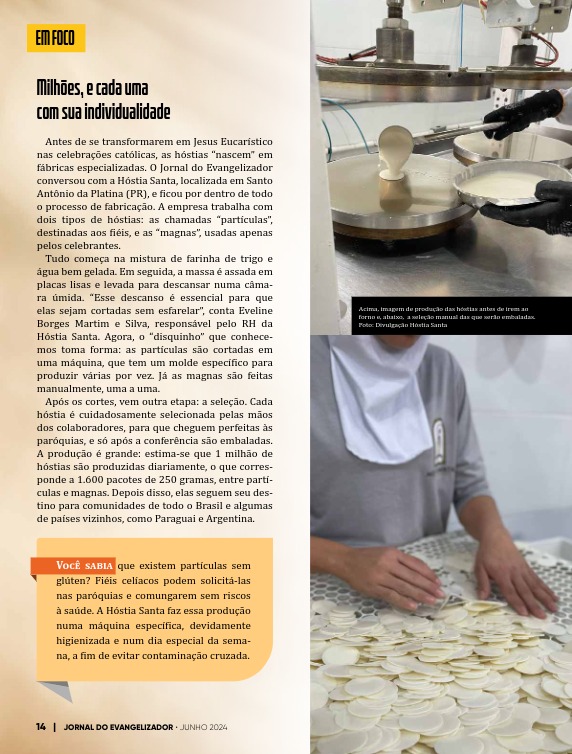 EM FOCO
Milhões, e cada uma
com sua individualidade
Antes de se transformarem em Jesus Eucarístico
nas celebrações católicas, as hóstias “nascem” em
fábricas especializadas. O Jornal do Evangelizador
conversou com a Hóstia Santa, localizada em Santo
Antônio da Platina (PR), e ficou por dentro de todo
o processo de fabricação. A empresa trabalha com
dois tipos de hóstias: as chamadas “partículas”,
destinadas aos fiéis, e as “magnas”, usadas apenas
pelos celebrantes.
Tudo começa na mistura de farinha de trigo e
água bem gelada. Em seguida, a massa é assada em
placas lisas e levada para descansar numa câma-
ra úmida. “Esse descanso é essencial para que
elas sejam cortadas sem esfarelar”, conta Eveline
Borges Martim e Silva, responsável pelo RH da
Hóstia Santa. Agora, o “disquinho” que conhece-
mos toma forma: as partículas são cortadas em
uma máquina, que tem um molde específico para
produzir várias por vez. Já as magnas são feitas
manualmente, uma a uma.
Após os cortes, vem outra etapa: a seleção. Cada
hóstia é cuidadosamente selecionada pelas mãos
dos colaboradores, para que cheguem perfeitas às
paróquias, e só após a conferência são embaladas.
A produção é grande: estima-se que 1 milhão de
hóstias são produzidas diariamente, o que corres-
ponde a 1.600 pacotes de 250 gramas, entre partí-
culas e magnas. Depois disso, elas seguem seu des-
tino para comunidades de todo o Brasil e algumas
de países vizinhos, como Paraguai e Argentina.
VOCÊ SABIA que existem partículas sem
glúten? Fiéis celíacos podem solicitá-las
nas paróquias e comungarem sem riscos
à saúde. A Hóstia Santa faz essa produção
numa máquina específica, devidamente
higienizada e num dia especial da sema-
na, a fim de evitar contaminação cruzada.
Acima, imagem de produção das hóstias antes de irem ao
forno e, abaixo, a seleção manual das que serão embaladas.
Foto: Divulgação Hóstia Santa
14 | JORNAL DO EVANGELIZADOR • JUNHO 2024